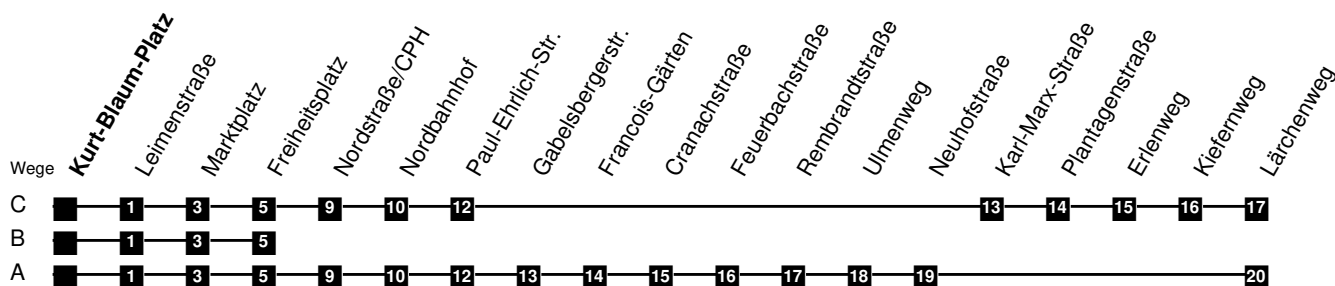 Wege
Kurt-Blaum-Platz
Leimenstraße
Marktplatz
Freiheitsplatz
Nordstraße/CPH
Nordbahnhof
Paul-Ehrlich-Str.
Gabelsbergerstr.
Francois-Gärten
Cranachstraße
Feuerbachstraße
Rembrandtstraße
Ulmenweg
Neuhofstraße
Karl-Marx-Straße
Plantagenstraße
Erlenweg
Kiefernweg
Lärchenweg
C 1 3 5 9 10 12 13 14 15 16 17
B 1 3 5
A 1 3 5 9 10 12 13 14 15 16 17 18 19 20